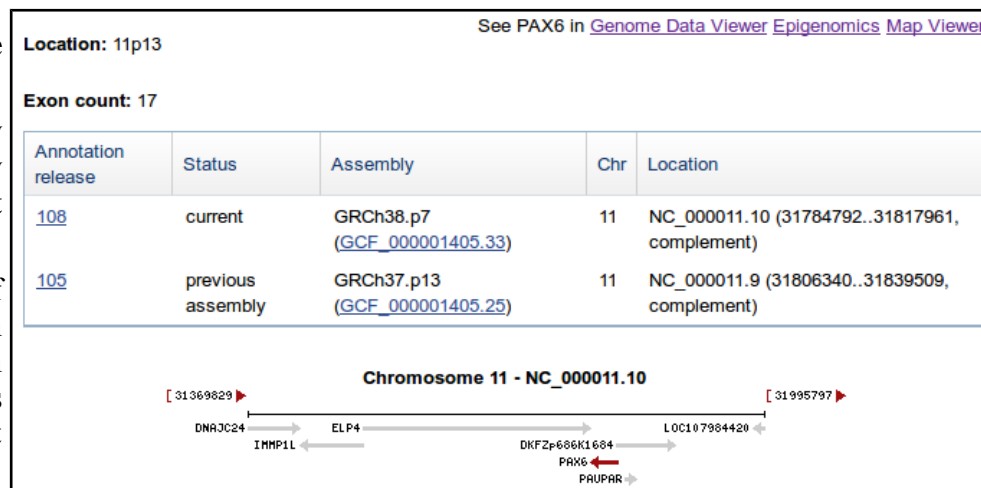 See PAX6 in Genome Data Viewer Epigenomics Map Viewer
Location: 11p13
Exon count: 17
Annotation release Status Assembly Chr Location
108 current GRCh38.p7 (GCF_000001405.33) 11 NC_000011.10 (31784792..31817961, complement)
105 previous assembly GRCh37.p13 (GCF_000001405.25) 11 NC_000011.9 (31806340..31839509, complement)
Chromosome 11 - NC_000011.10
[ 31369829 [ 31995797
DNAJC24 ELP4 LOC107984420
IMMP1L DKFZp686K1684
PAX6
PAUPAR